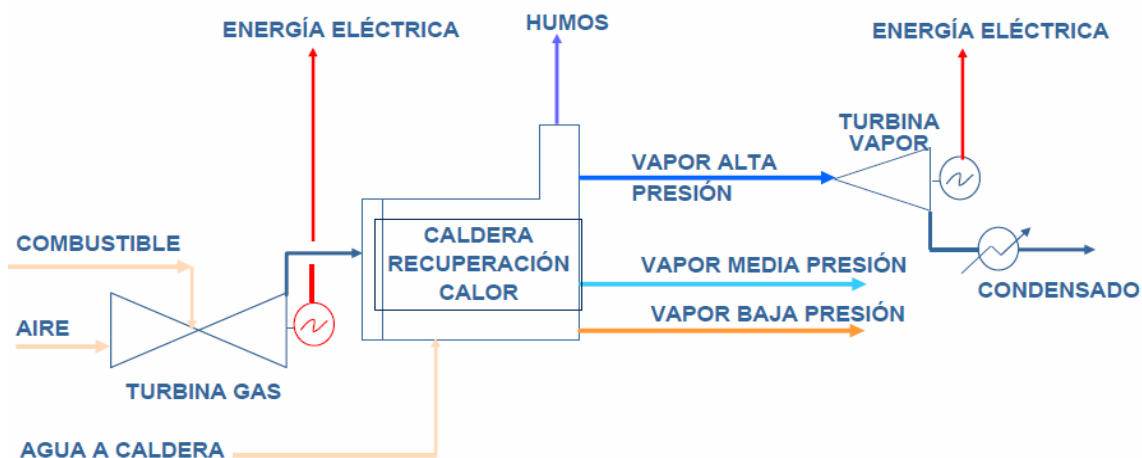 HUMOS
ENERGÍA ELÉCTRICA
ENERGÍA ELÉCTRICA
TURBINA
VAPOR
VAPOR ALTA
PRESIÓN
COMBUSTIBLE
CALDERA
RECUPERACIÓN
CALOR
VAPOR MEDIA PRESIÓN
CONDENSADO
VAPOR BAJA PRESIÓN
AIRE
TURBINA GAS
AGUA A CALDERA